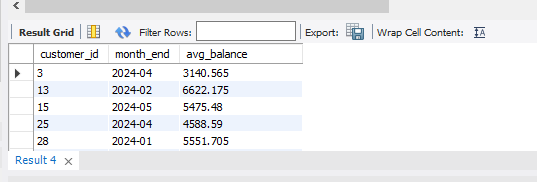 Result Grid Filter Rows: Export: Wrap Cell Content:
customer_id month_end avg_balance
3 2024-04 3140.565
13 2024-02 6622.175
15 2024-05 5475.48
25 2024-04 4588.59
28 2024-01 5551.705
Result 4